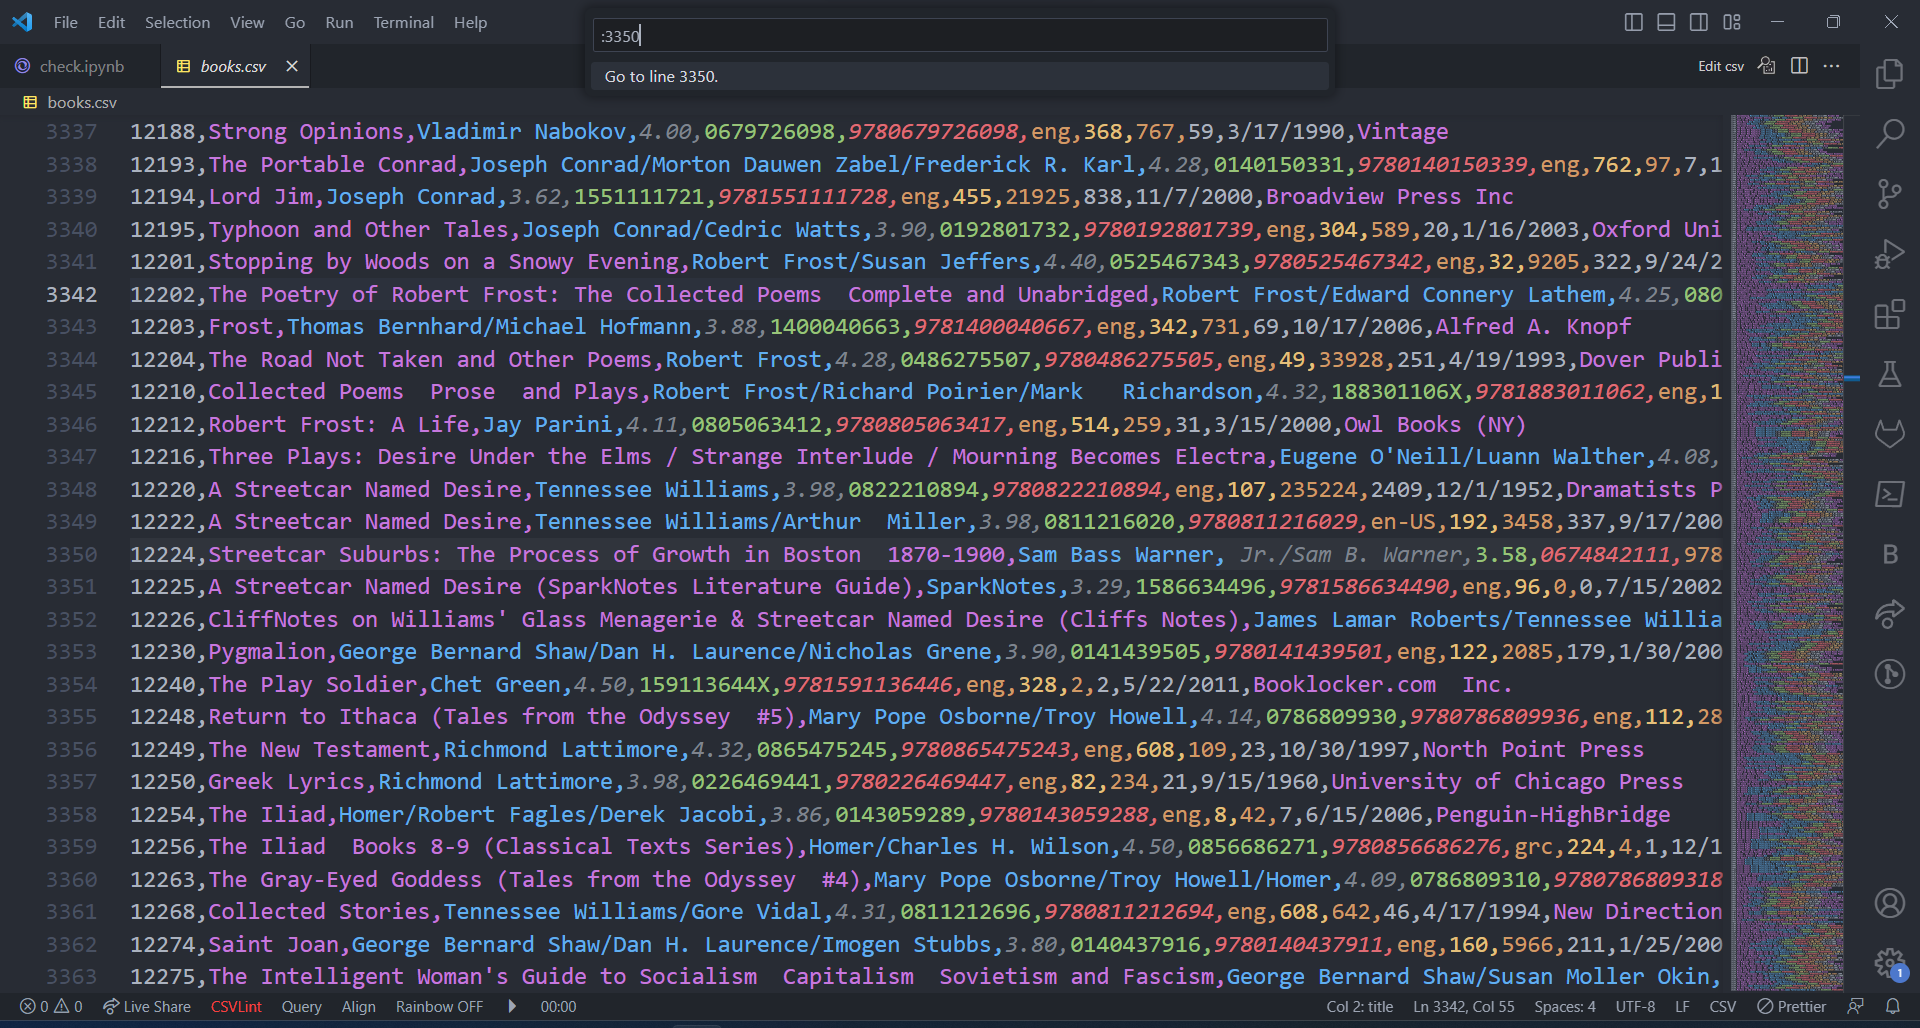 File Edit Selection View Go Run Terminal Help
:3350
Go to line 3350.
check.ipynb books.csv Edit csv
books.csv
3337 12188,Strong Opinions,Vladimir Nabokov,4.00,0679726098,9780679726098,eng,368,767,59,3/17/1990,Vintage
3338 12193,The Portable Conrad,Joseph Conrad/Morton Dauwen Zabel/Frederick R. Karl,4.28,0140150331,9780140150339,eng,762,97,7,1
3339 12194,Lord Jim,Joseph Conrad,3.62,1551111721,9781551111728,eng,455,21925,838,11/7/2000,Broadview Press Inc
3340 12195,Typhoon and Other Tales,Joseph Conrad/Cedric Watts,3.90,0192801732,9780192801739,eng,304,589,20,1/16/2003,Oxford Uni
3341 12201,Stopping by Woods on a Snowy Evening,Robert Frost/Susan Jeffers,4.40,0525467343,9780525467342,eng,32,9205,322,9/24/2
3342 12202,The Poetry of Robert Frost: The Collected Poems  Complete and Unabridged,Robert Frost/Edward Connery Lathem,4.25,080
3343 12203,Frost,Thomas Bernhard/Michael Hofmann,3.88,1400040663,9781400040667,eng,342,731,69,10/17/2006,Alfred A. Knopf
3344 12204,The Road Not Taken and Other Poems,Robert Frost,4.28,0486275507,9780486275505,eng,49,33928,251,4/19/1993,Dover Publi
3345 12210,Collected Poems  Prose  and Plays,Robert Frost/Richard Poirier/Mark   Richardson,4.32,188301106X,9781883011062,eng,1
3346 12212,Robert Frost: A Life,Jay Parini,4.11,0805063412,9780805063417,eng,514,259,31,3/15/2000,Owl Books (NY)
3347 12216,Three Plays: Desire Under the Elms / Strange Interlude / Mourning Becomes Electra,Eugene O'Neill/Luann Walther,4.08,
3348 12220,A Streetcar Named Desire,Tennessee Williams,3.98,0822210894,9780822210894,eng,107,235224,2409,12/1/1952,Dramatists P
3349 12222,A Streetcar Named Desire,Tennessee Williams/Arthur  Miller,3.98,0811216020,9780811216029,en-US,192,3458,337,9/17/200
3350 12224,Streetcar Suburbs: The Process of Growth in Boston  1870-1900,Sam Bass Warner, Jr./Sam B. Warner,3.58,0674842111,978
3351 12225,A Streetcar Named Desire (SparkNotes Literature Guide),SparkNotes,3.29,1586634496,9781586634490,eng,96,0,0,7/15/2002
3352 12226,CliffNotes on Williams' Glass Menagerie & Streetcar Named Desire (Cliffs Notes),James Lamar Roberts/Tennessee Willia
3353 12230,Pygmalion,George Bernard Shaw/Dan H. Laurence/Nicholas Grene,3.90,0141439505,9780141439501,eng,122,2085,179,1/30/200
3354 12240,The Play Soldier,Chet Green,4.50,159113644X,9781591136446,eng,328,2,2,5/22/2011,Booklocker.com  Inc.
3355 12248,Return to Ithaca (Tales from the Odyssey  #5),Mary Pope Osborne/Troy Howell,4.14,0786809930,9780786809936,eng,112,28
3356 12249,The New Testament,Richmond Lattimore,4.32,0865475245,9780865475243,eng,608,109,23,10/30/1997,North Point Press
3357 12250,Greek Lyrics,Richmond Lattimore,3.98,0226469441,9780226469447,eng,82,234,21,9/15/1960,University of Chicago Press
3358 12254,The Iliad,Homer/Robert Fagles/Derek Jacobi,3.86,0143059289,9780143059288,eng,8,42,7,6/15/2006,Penguin-HighBridge
3359 12256,The Iliad  Books 8-9 (Classical Texts Series),Homer/Charles H. Wilson,4.50,0856686271,9780856686276,grc,224,4,1,12/1
3360 12263,The Gray-Eyed Goddess (Tales from the Odyssey  #4),Mary Pope Osborne/Troy Howell/Homer,4.09,0786809310,9780786809318
3361 12268,Collected Stories,Tennessee Williams/Gore Vidal,4.31,0811212696,9780811212694,eng,608,642,46,4/17/1994,New Direction
3362 12274,Saint Joan,George Bernard Shaw/Dan H. Laurence/Imogen Stubbs,3.80,0140437916,9780140437911,eng,160,5966,211,1/25/200
3363 12275,The Intelligent Woman's Guide to Socialism  Capitalism  Sovietism and Fascism,George Bernard Shaw/Susan Moller Okin,
B
1
0 0 Live Share CSVLint Query Align Rainbow OFF 00:00 Col 2: title Ln 3342, Col 55 Spaces: 4 UTF-8 LF CSV Prettier